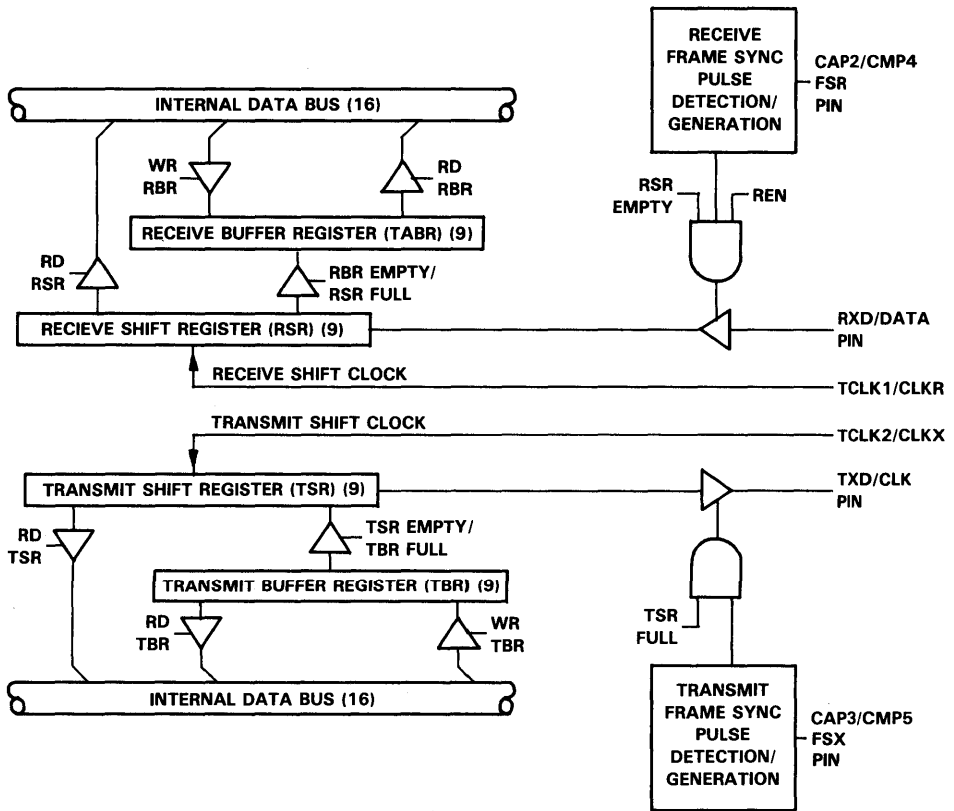 RECEIVE
FRAME SYNC
PULSE
DETECTION/
GENERATION
CAP2/CMP4
FSR
PIN
INTERNAL DATA BUS (16)
WR
RBR
RD
RBR
RSR
EMPTY
REN
RECEIVE BUFFER REGISTER (TABR) (9)
RD
RSR
RBR EMPTY/
RSR FULL
RECIEVE SHIFT REGISTER (RSR) (9)
RXD/DATA
PIN
RECEIVE SHIFT CLOCK
TCLK1/CLKR
TRANSMIT SHIFT CLOCK
TCLK2/CLKX
TRANSMIT SHIFT REGISTER (TSR) (9)
TXD/CLK
PIN
RD
TSR
TSR EMPTY/
TBR FULL
TRANSMIT BUFFER REGISTER (TBR) (9)
RD
TBR
WR
TBR
TSR
FULL
INTERNAL DATA BUS (16)
TRANSMIT
FRAME SYNC
PULSE
DETECTION/
GENERATION
CAP3/CMP5
FSX
PIN